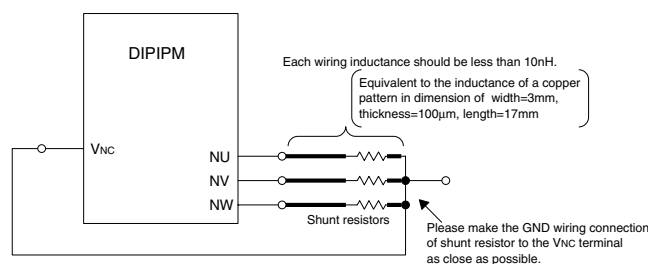 DIPIPM
Each wiring inductance should be less than 10nH.
Equivalent to the inductance of a copper
pattern in dimension of width=3mm,
thickness=100μm, length=17mm
VNC
NU
NV
NW
Shunt resistors
Please make the GND wiring connection
of shunt resistor to the VNC terminal
as close as possible.